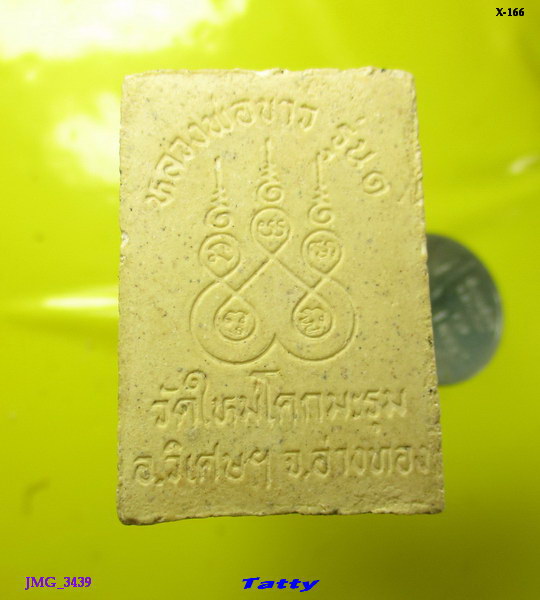 X-166
หลวงพ่อขาว รุ่น ๑
วัดใหม่โคกมะรุม
อ.วิเศษฯ จ.อ่างทอง
JMG_3439
Tatty